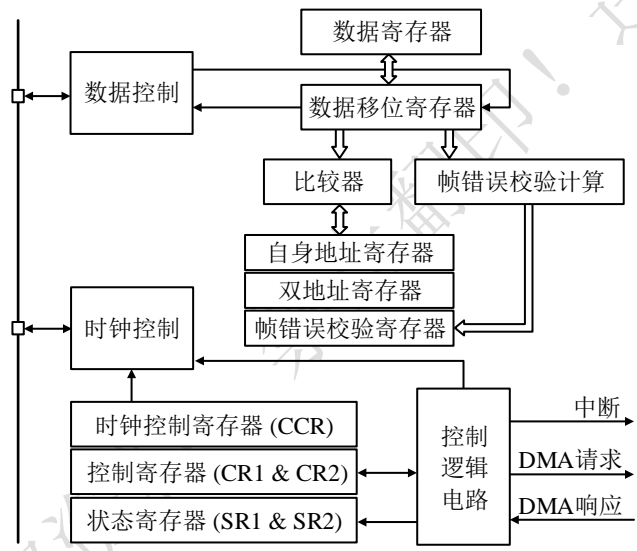 数据寄存器
数据控制
数据移位寄存器
比较器
帧错误校验计算
自身地址寄存器
双地址寄存器
时钟控制
帧错误校验寄存器
时钟控制寄存器 (CCR)
控制寄存器 (CR1 & CR2)
状态寄存器 (SR1 & SR2)
控制
逻辑
电路
中断
DMA请求
DMA响应
翻印！